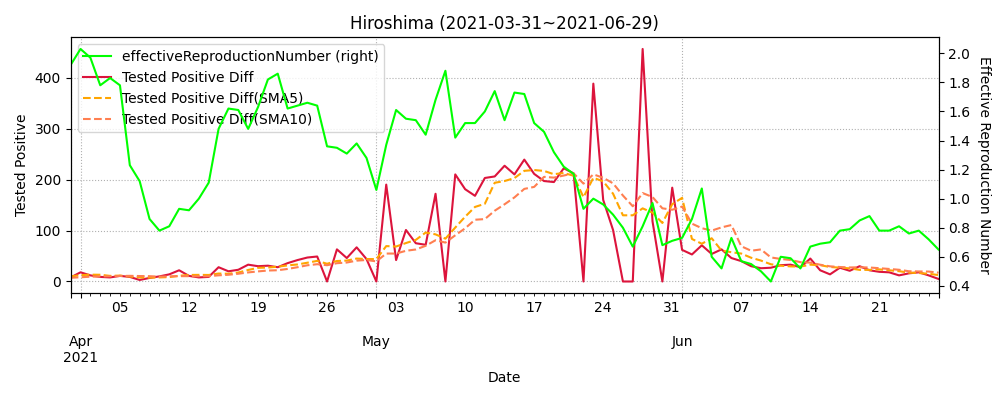 Hiroshima (2021-03-31~2021-06-29)
effectiveReproductionNumber (right)
Tested Positive Diff
Tested Positive Diff(SMA5)
Tested Positive Diff(SMA10)
Tested Positive
400
300
200
100
0
2.0
1.8
1.6
1.4
1.2
1.0
0.8
0.6
0.4
Effective Reproduction Number
05 12 19 26 03 10 17 24 31 07 14 21
Apr May Jun
2021
Date